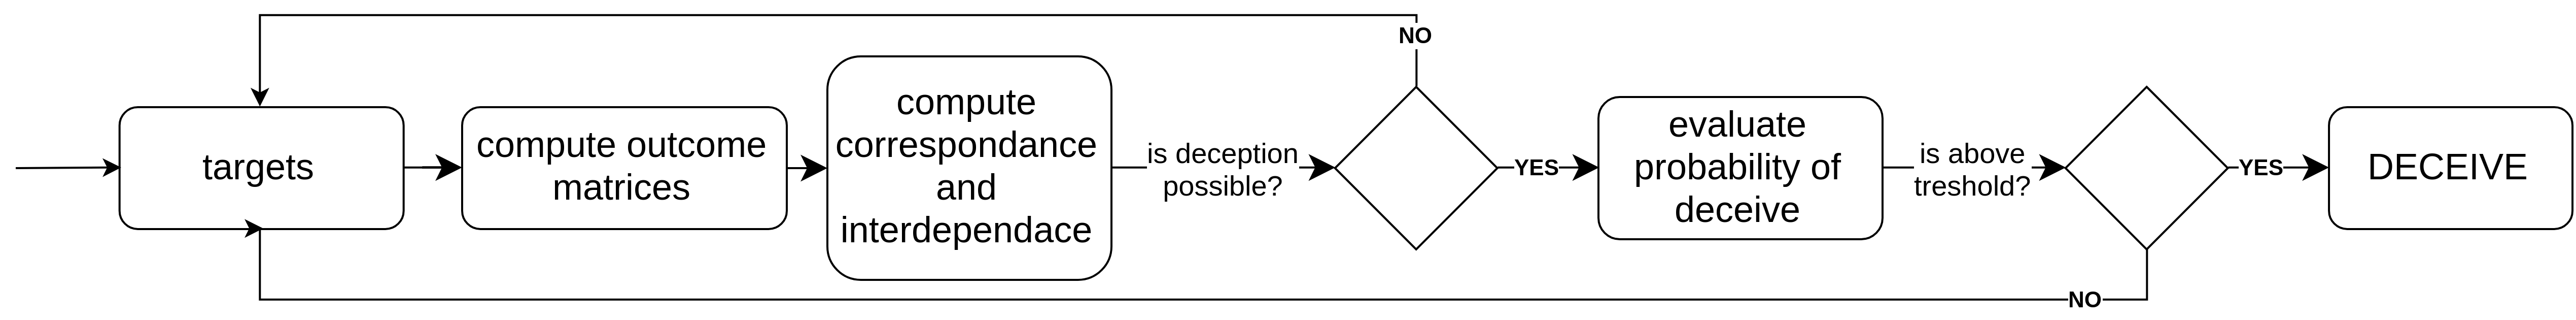 NO
targets
compute outcome
matrices
compute
correspondance
and
interdependace
is deception
possible?
YES
evaluate
probability of
deceive
is above
treshold?
YES
DECEIVE
NO